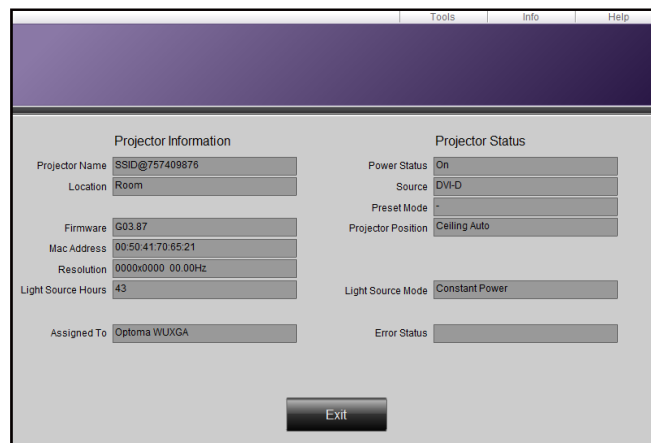 Tools Info Help
Projector Information
Projector Name SSID@757409876
Location Room
Firmware G03.87
Mac Address 00:50:41:70:65:21
Resolution 0000x0000 00.00Hz
Light Source Hours 43
Assigned To Optoma WUXGA
Projector Status
Power Status On
Source DVI-D
Preset Mode -
Projector Position Ceiling Auto
Light Source Mode Constant Power
Error Status
Exit